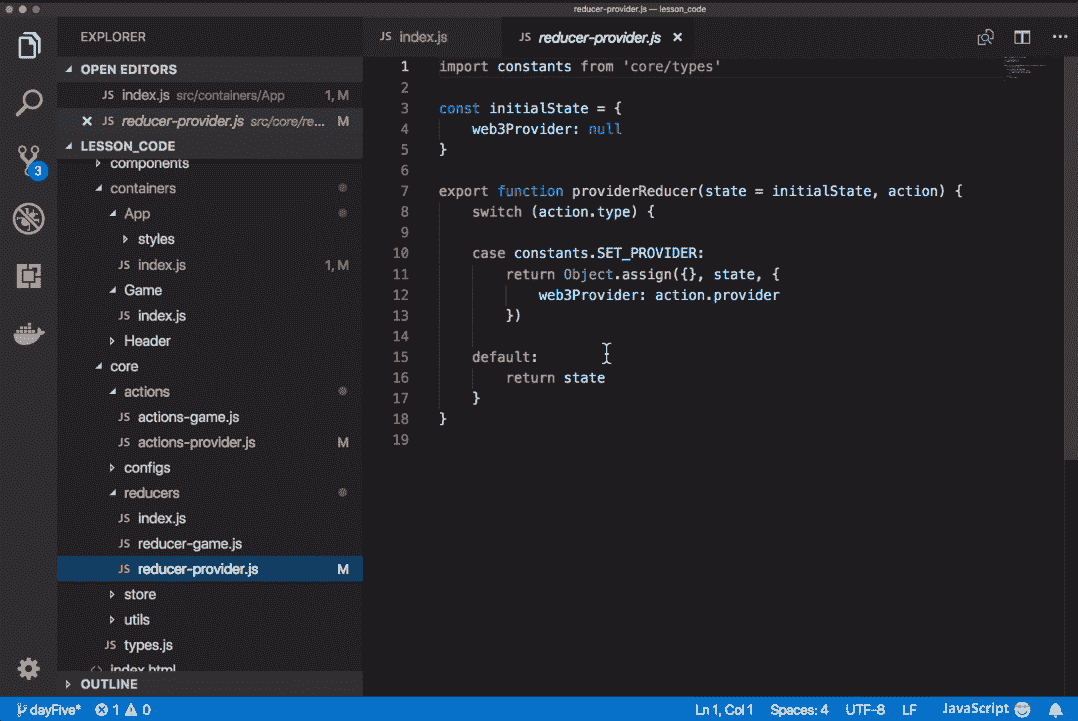 reducer-provider.js — lesson_code
EXPLORER
OPEN EDITORS
JS index.js src/containers/App 1, M
× JS reducer-provider.js src/core/re... M
LESSON_CODE
components
containers
App
styles
JS index.js 1, M
Game
JS index.js
Header
core
actions
JS actions-game.js
JS actions-provider.js M
configs
reducers
JS index.js
JS reducer-game.js
JS reducer-provider.js M
store
utils
JS types.js
<> index.html
OUTLINE
3
JS index.js
JS reducer-provider.js ×
1 import constants from 'core/types'
2
3 const initialState = {
4 web3Provider: null
5 }
6
7 export function providerReducer(state = initialState, action) {
8 switch (action.type) {
9
10 case constants.SET_PROVIDER:
11 return Object.assign({}, state, {
12 web3Provider: action.provider
13 })
14
15 default:
16 return state
17 }
18 }
19
dayFive* 1 0 Ln 1, Col 1 Spaces: 4 UTF-8 LF JavaScript